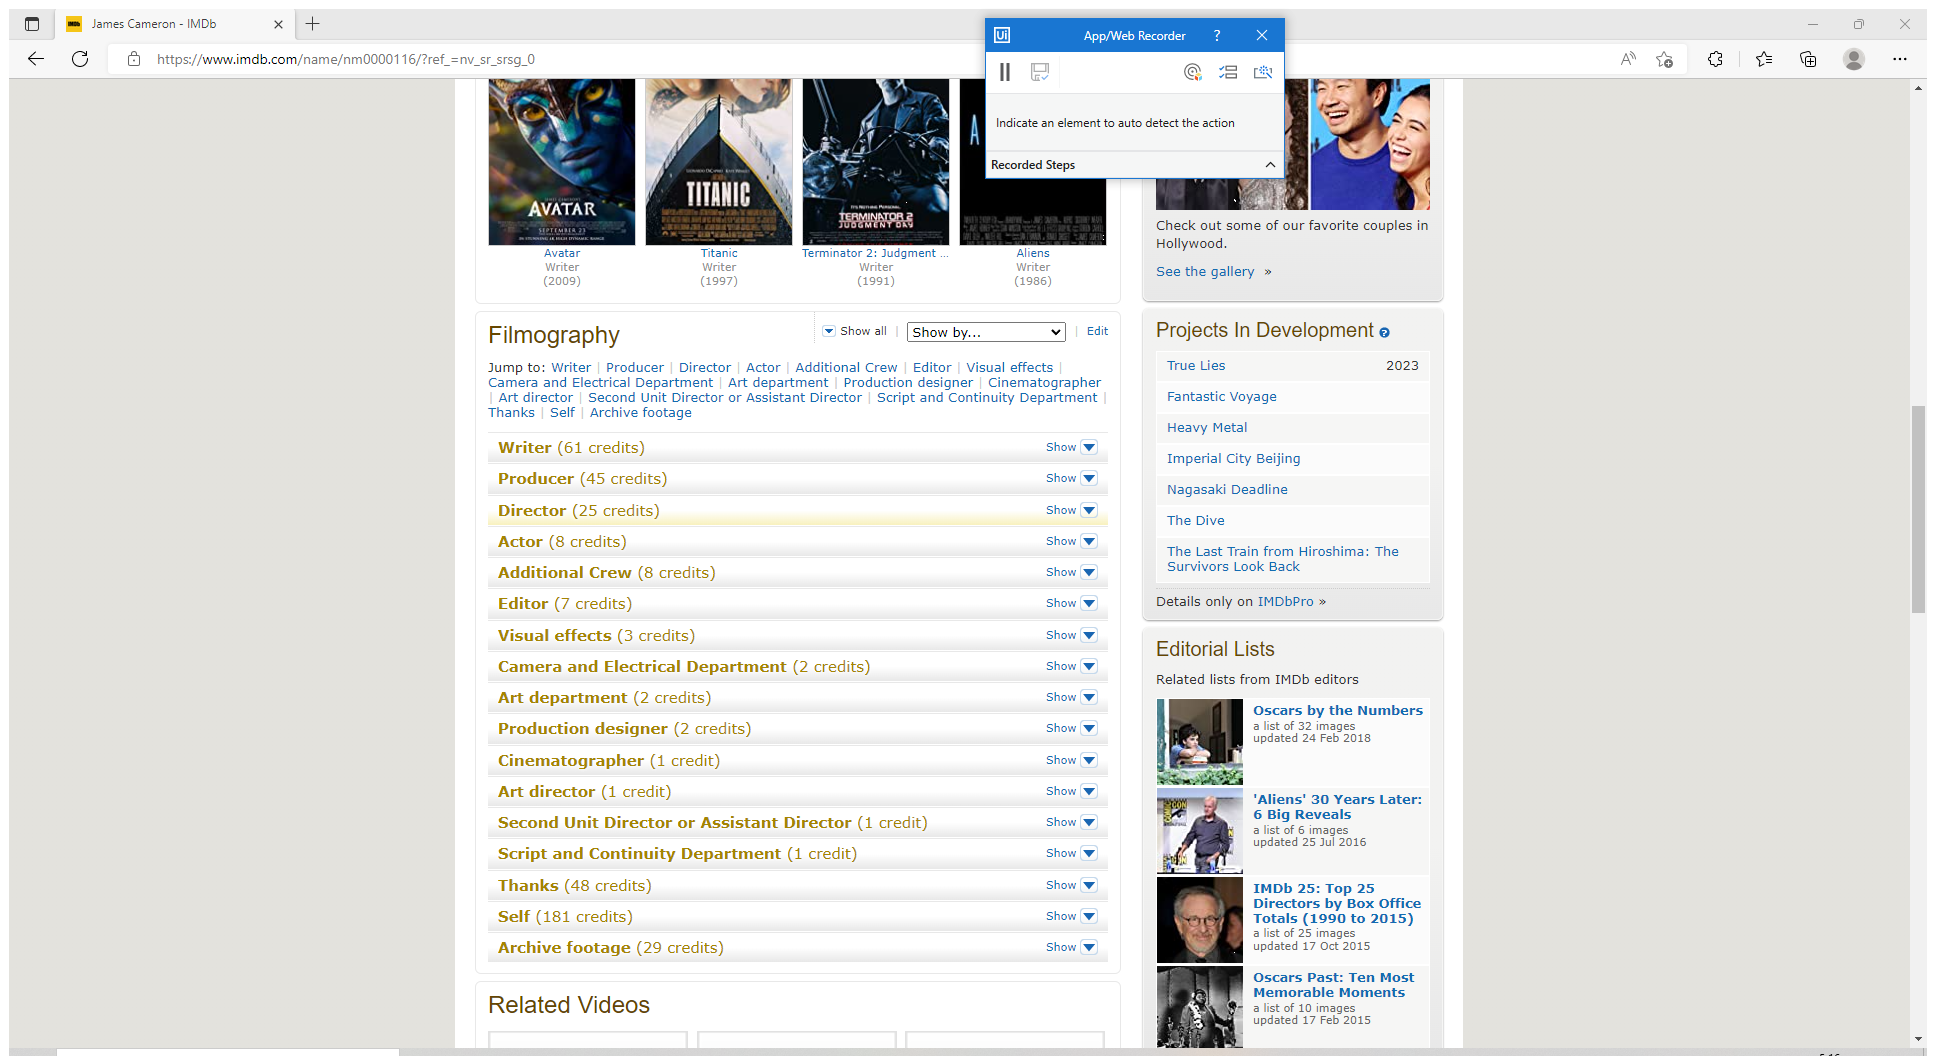 James Cameron - IMDb
https://www.imdb.com/name/nm0000116/?ref_=nv_sr_srsg_0
Ui
App/Web Recorder
?
Indicate an element to auto detect the action
Recorded Steps
AVATAR
SEPTEMBER 23
TITANIC
IT'S NOTHING PERSONAL.
TERMINATOR 2
JUDGMENT DAY
A
Avatar
Writer
(2009)
Titanic
Writer
(1997)
Terminator 2: Judgment ...
Writer
(1991)
Aliens
Writer
(1986)
Check out some of our favorite couples in
Hollywood.
See the gallery »
Filmography
Show all | Show by... | Edit
Jump to: Writer | Producer | Director | Actor | Additional Crew | Editor | Visual effects |
Camera and Electrical Department | Art department | Production designer | Cinematographer
| Art director | Second Unit Director or Assistant Director | Script and Continuity Department |
Thanks | Self | Archive footage
Writer (61 credits) Show
Producer (45 credits) Show
Director (25 credits) Show
Actor (8 credits) Show
Additional Crew (8 credits) Show
Editor (7 credits) Show
Visual effects (3 credits) Show
Camera and Electrical Department (2 credits) Show
Art department (2 credits) Show
Production designer (2 credits) Show
Cinematographer (1 credit) Show
Art director (1 credit) Show
Second Unit Director or Assistant Director (1 credit) Show
Script and Continuity Department (1 credit) Show
Thanks (48 credits) Show
Self (181 credits) Show
Archive footage (29 credits) Show
Related Videos
Projects In Development ?
True Lies 2023
Fantastic Voyage
Heavy Metal
Imperial City Beijing
Nagasaki Deadline
The Dive
The Last Train from Hiroshima: The
Survivors Look Back
Details only on IMDbPro »
Editorial Lists
Related lists from IMDb editors
Oscars by the Numbers
a list of 32 images
updated 24 Feb 2018
'Aliens' 30 Years Later:
6 Big Reveals
a list of 6 images
updated 25 Jul 2016
IMDb 25: Top 25
Directors by Box Office
Totals (1990 to 2015)
a list of 25 images
updated 17 Oct 2015
Oscars Past: Ten Most
Memorable Moments
a list of 10 images
updated 17 Feb 2015